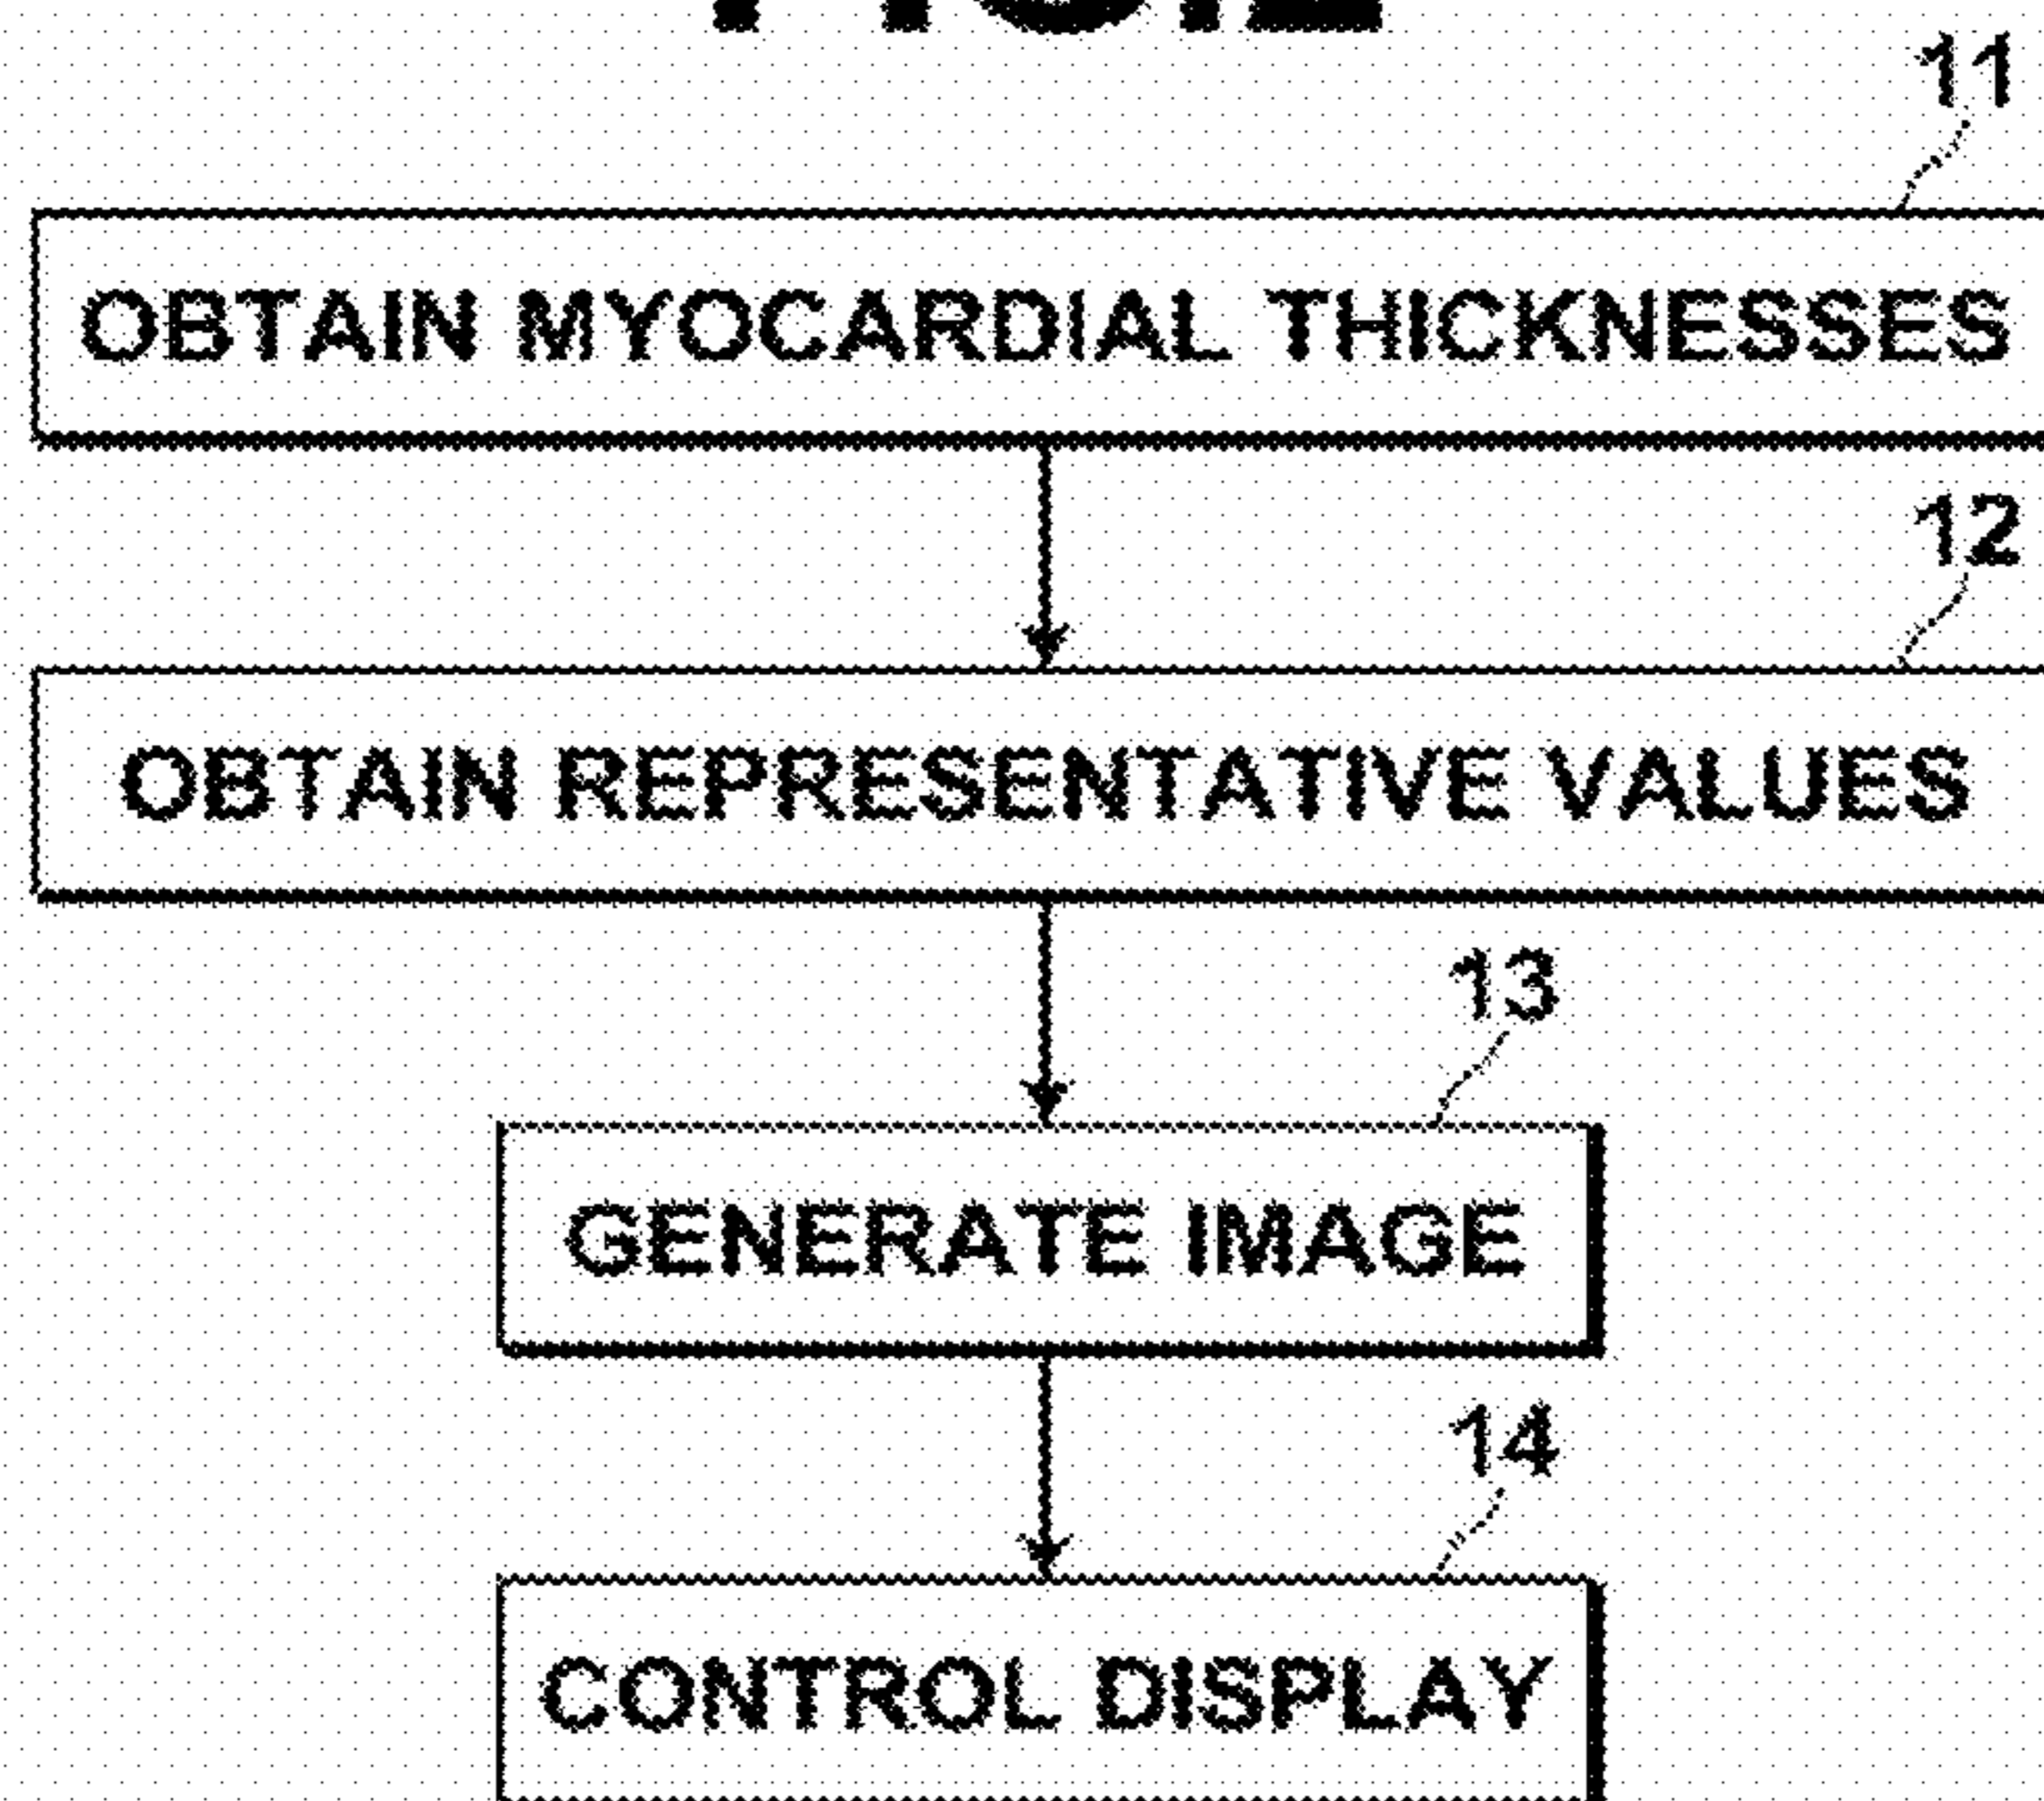 11
OBTAIN MYOCARDIAL THICKNESSES
12
OBTAIN REPRESENTATIVE VALUES
13
GENERATE IMAGE
14
CONTROL DISPLAY